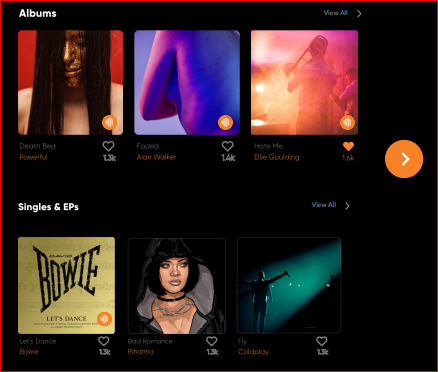 Albums
View All
Death Bed
1.3k
Powerful
Faded
1.4k
Alan Walker
Hate Me
1.6k
Ellie Goulding
Singles & EPs
View All
DAVID
BOWIE
LET'S DANCE
Let's Dance
1.3k
Bowie
Bad Romance
1.3k
Rihanna
Fly
1.3k
Coldplay